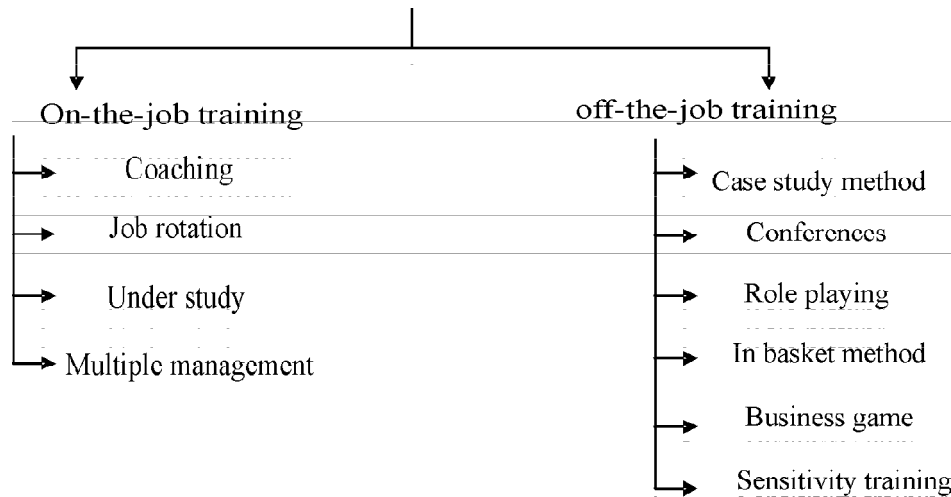 On-the-job training
Coaching
Job rotation
Under study
Multiple management
off-the-job training
Case study method
Conferences
Role playing
In basket method
Business game
Sensitivity training